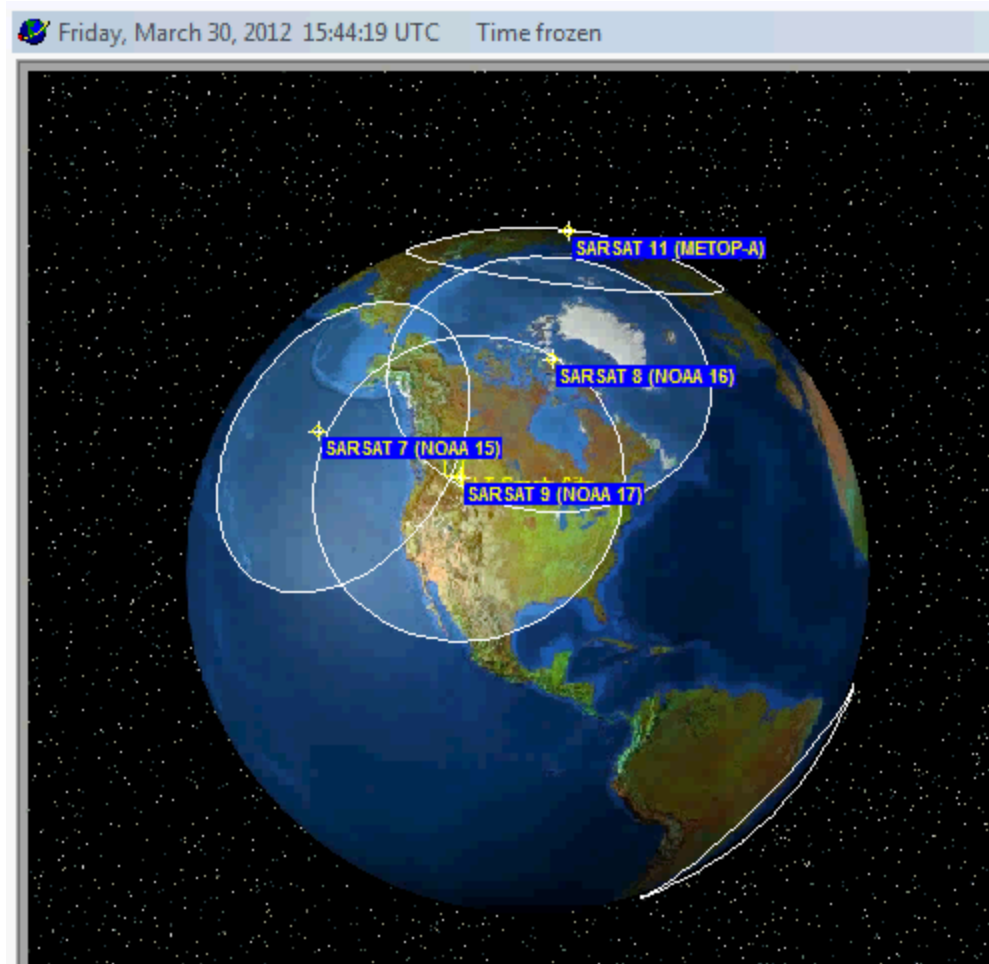 Friday, March 30, 2012 15:44:19 UTC Time frozen
SARSAT 11 (METOP-A)
SARSAT 8 (NOAA 16)
SARSAT 7 (NOAA 15)
SARSAT 9 (NOAA 17)